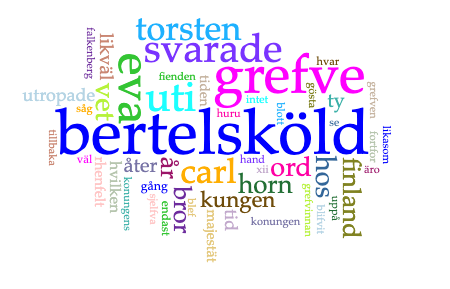 torsten
svarade
grefve
eva
uti
likväl
falkenberg
vet
utropade
såg
fienden
tiden
huru
intet
blott
hvar
gösta
ty
se
grefven
likasom
fortfor
bertelsköld
tillbaka
väl
rhenfelt
hvilken
åter
konungens
gång
sjelfva
år
endast
bror
blef
carl
majestät
kungen
tid
horn
hand
xii
ord
konungen
grefvinnan
hos
blifvit
uppå
finland
äro